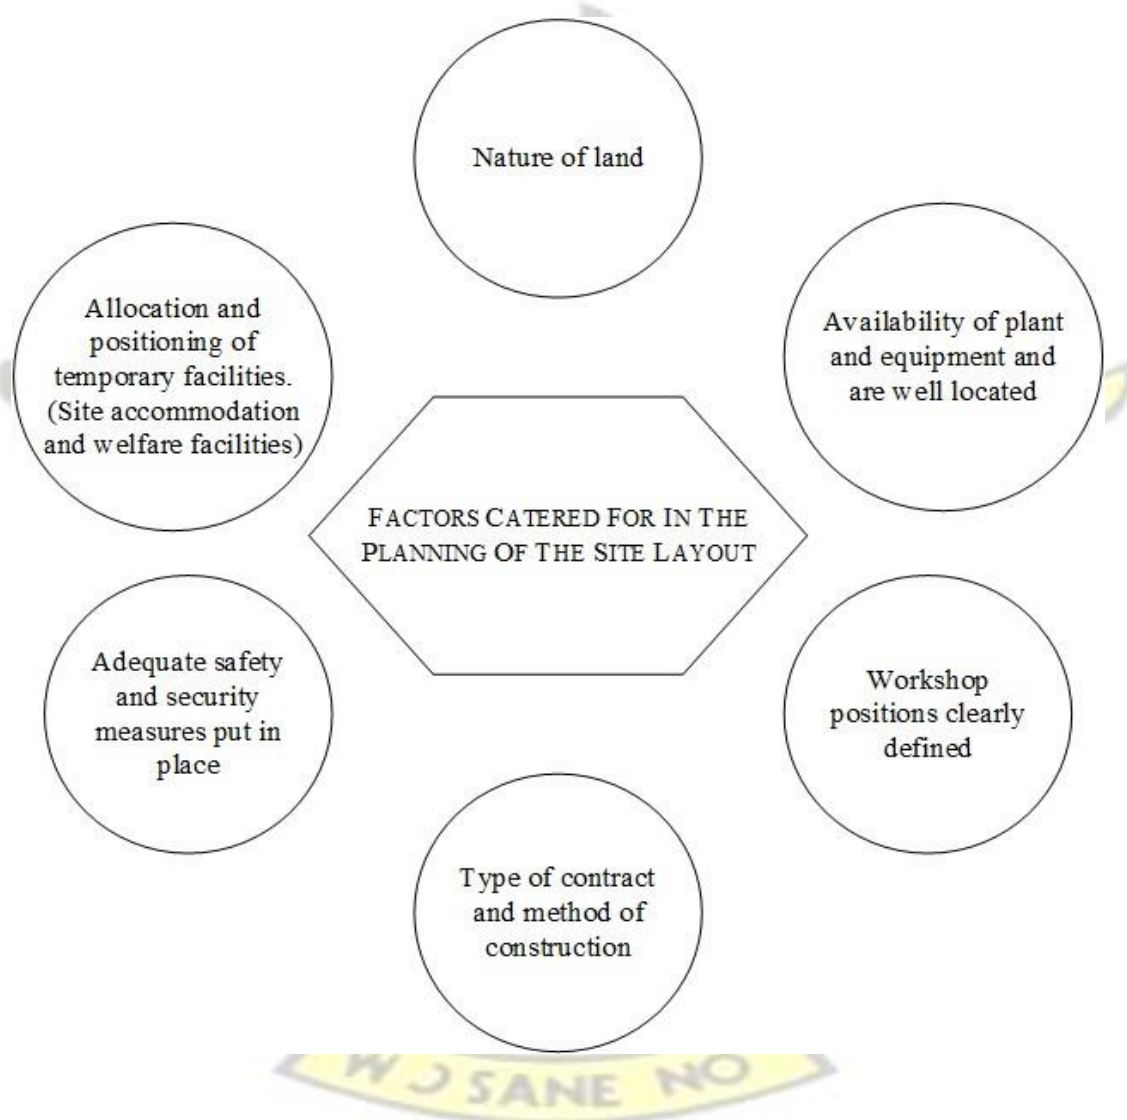 Nature of land
Allocation and
positioning of
temporary facilities.
(Site accommodation
and welfare facilities)
Availability of plant
and equipment and
are well located
FACTORS CATERED FOR IN THE
PLANNING OF THE SITE LAYOUT
Adequate safety
and security
measures put in
place
Workshop
positions clearly
defined
Type of contract
and method of
construction
W J SANE NO